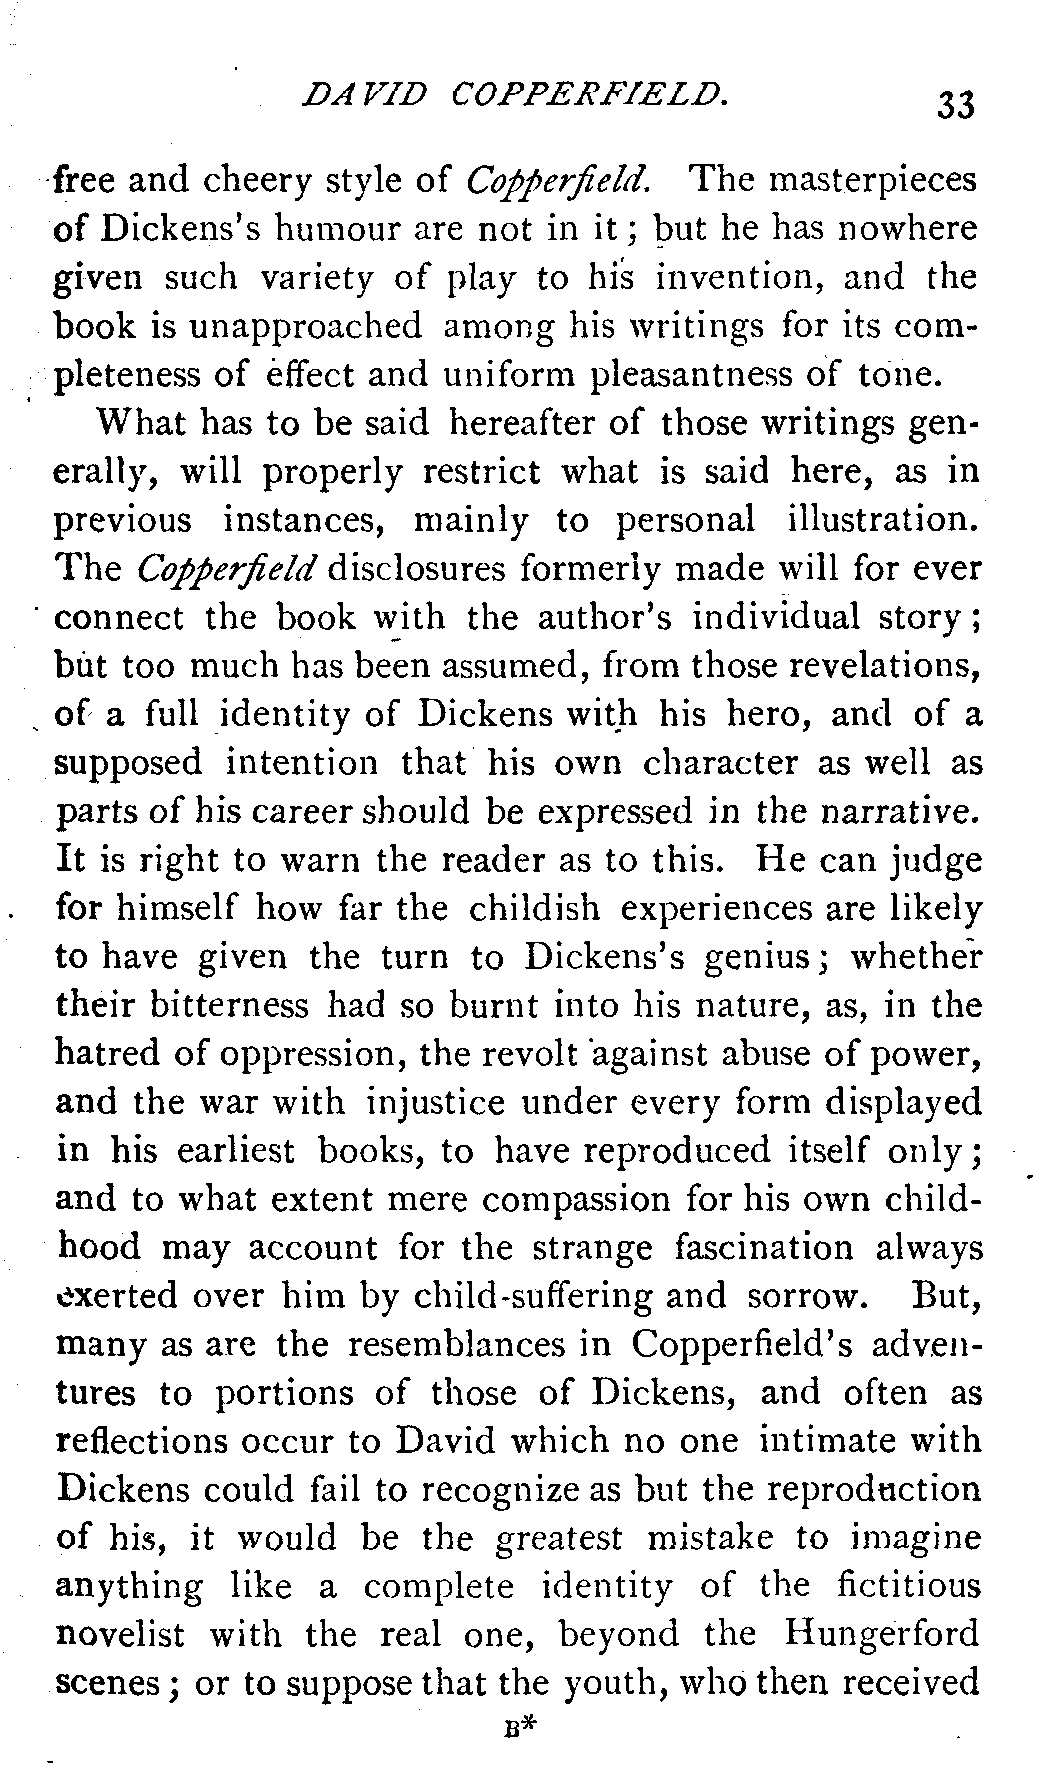 DAVID COPPERFIELD. 33
free and cheery style of Copperfield. The masterpieces
of Dickens's humour are not in it; but he has nowhere
given such variety of play to his invention, and the
book is unapproached among his writings for its com-
pleteness of effect and uniform pleasantness of tone.
What has to be said hereafter of those writings gen-
erally, will properly restrict what is said here, as in
previous instances, mainly to personal illustration.
The Copperfield disclosures formerly made will for ever
connect the book with the author's individual story;
but too much has been assumed, from those revelations,
of a full identity of Dickens with his hero, and of a
supposed intention that his own character as well as
parts of his career should be expressed in the narrative.
It is right to warn the reader as to this. He can judge
for himself how far the childish experiences are likely
to have given the turn to Dickens's genius; whether
their bitterness had so burnt into his nature, as, in the
hatred of oppression, the revolt against abuse of power,
and the war with injustice under every form displayed
in his earliest books, to have reproduced itself only;
and to what extent mere compassion for his own child-
hood may account for the strange fascination always
exerted over him by child-suffering and sorrow. But,
many as are the resemblances in Copperfield's adven-
tures to portions of those of Dickens, and often as
reflections occur to David which no one intimate with
Dickens could fail to recognize as but the reproduction
of his, it would be the greatest mistake to imagine
anything like a complete identity of the fictitious
novelist with the real one, beyond the Hungerford
scenes; or to suppose that the youth, who then received
B*